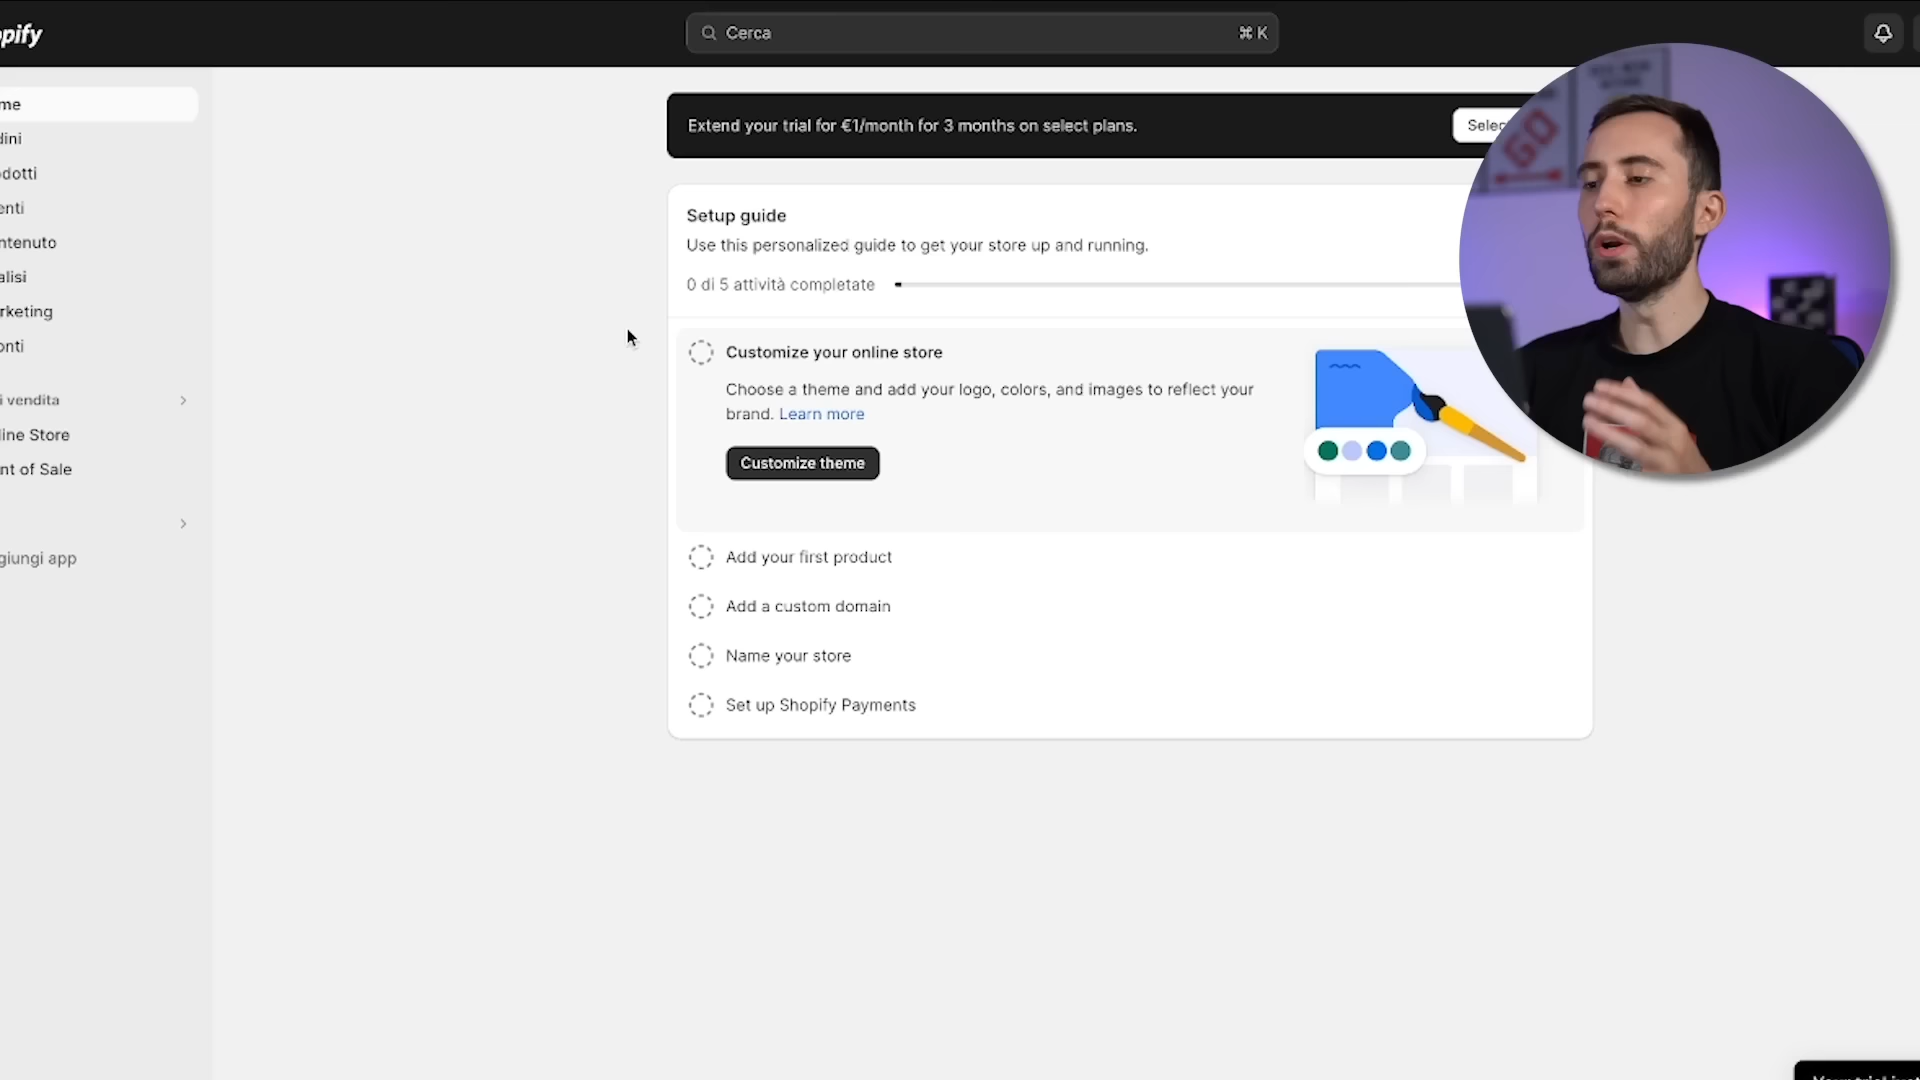 opify
Cerca
⌘ K
me
dini
dotti
enti
ntenuto
alisi
rketing
onti
i vendita
line Store
nt of Sale
giungi app
Extend your trial for €1/month for 3 months on select plans.
Selec
Setup guide
Use this personalized guide to get your store up and running.
0 di 5 attività completate
Customize your online store
Choose a theme and add your logo, colors, and images to reflect your
brand. Learn more
Customize theme
Add your first product
Add a custom domain
Name your store
Set up Shopify Payments
GO